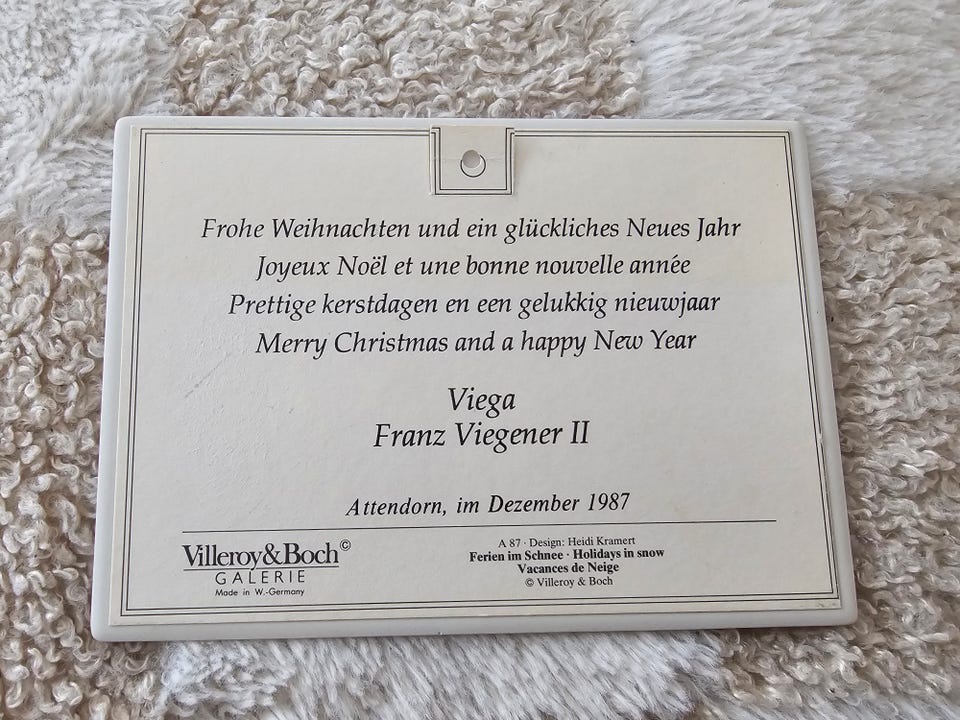 Frohe Weihnachten und ein glückliches Neues Jahr
Joyeux Noël et une bonne nouvelle année
Prettige kerstdagen en een gelukkig nieuwjaar
Merry Christmas and a happy New Year
Viega
Franz Viegener II
Attendorn, im Dezember 1987
Villeroy&Boch©
GALERIE
Made in W.-Germany
A 87 · Design: Heidi Kramert
Ferien im Schnee · Holidays in snow
Vacances de Neige
© Villeroy & Boch